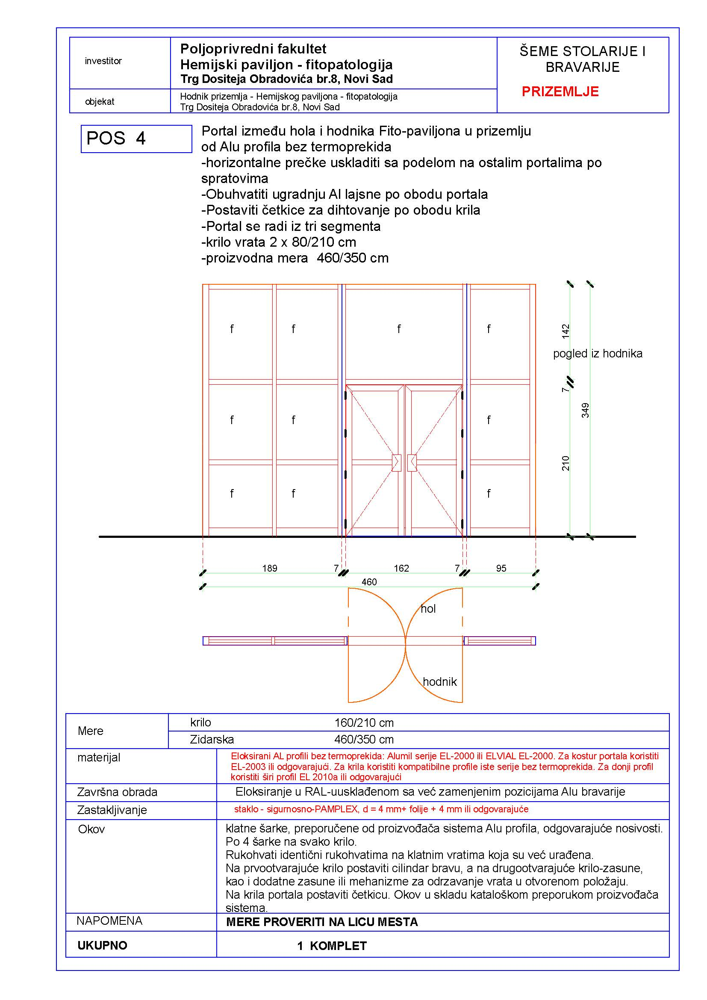 investitor
Poljoprivredni fakultet
Hemijski paviljon - fitopatologija
Trg Dositeja Obradovića br.8, Novi Sad
ŠEME STOLARIJE I
BRAVARIJE
PRIZEMLJE
objekat
Hodnik prizemlja - Hemijskog paviljona - fitopatologija
Trg Dositeja Obradovića br.8, Novi Sad
POS 4
Portal između hola i hodnika Fito-paviljona u prizemlju
od Alu profila bez termoprekida
-horizontalne prečke uskladiti sa podelom na ostalim portalima po
spratovima
-Obuhvatiti ugradnju Al lajsne po obodu portala
-Postaviti četkice za dihtovanje po obodu krila
-Portal se radi iz tri segmenta
-krilo vrata 2 x 80/210 cm
-proizvodna mera 460/350 cm
f f f f
142
pogled iz hodnika
7
349
f f f
210
f f f
189 7 162 7 95
460
hol
hodnik
Mere
krilo 160/210 cm
Zidarska 460/350 cm
materijal
Eloksirani AL profili bez termoprekida: Alumil serije EL-2000 ili ELVIAL EL-2000. Za kostur portala koristiti
EL-2003 ili odgovarajući. Za krila koristiti kompatibilne profile iste serije bez termoprekida. Za donji profil
koristiti širi profil EL 2010a ili odgovarajući
Završna obrada
Eloksiranje u RAL-uusklađenom sa već zamenjenim pozicijama Alu bravarije
Zastakljivanje
staklo - sigurnosno-PAMPLEX, d = 4 mm+ folije + 4 mm ili odgovarajuće
Okov
klatne šarke, preporučene od proizvođača sistema Alu profila, odgovarajuće nosivosti.
Po 4 šarke na svako krilo.
Rukohvati identični rukohvatima na klatnim vratima koja su već urađena.
Na prvootvarajuće krilo postaviti cilindar bravu, a na drugootvarajuće krilo-zasune,
kao i dodatne zasune ili mehanizme za odrzavanje vrata u otvorenom položaju.
Na krila portala postaviti četkicu. Okov u skladu kataloškom preporukom proizvođača
sistema.
NAPOMENA
MERE PROVERITI NA LICU MESTA
UKUPNO
1 KOMPLET